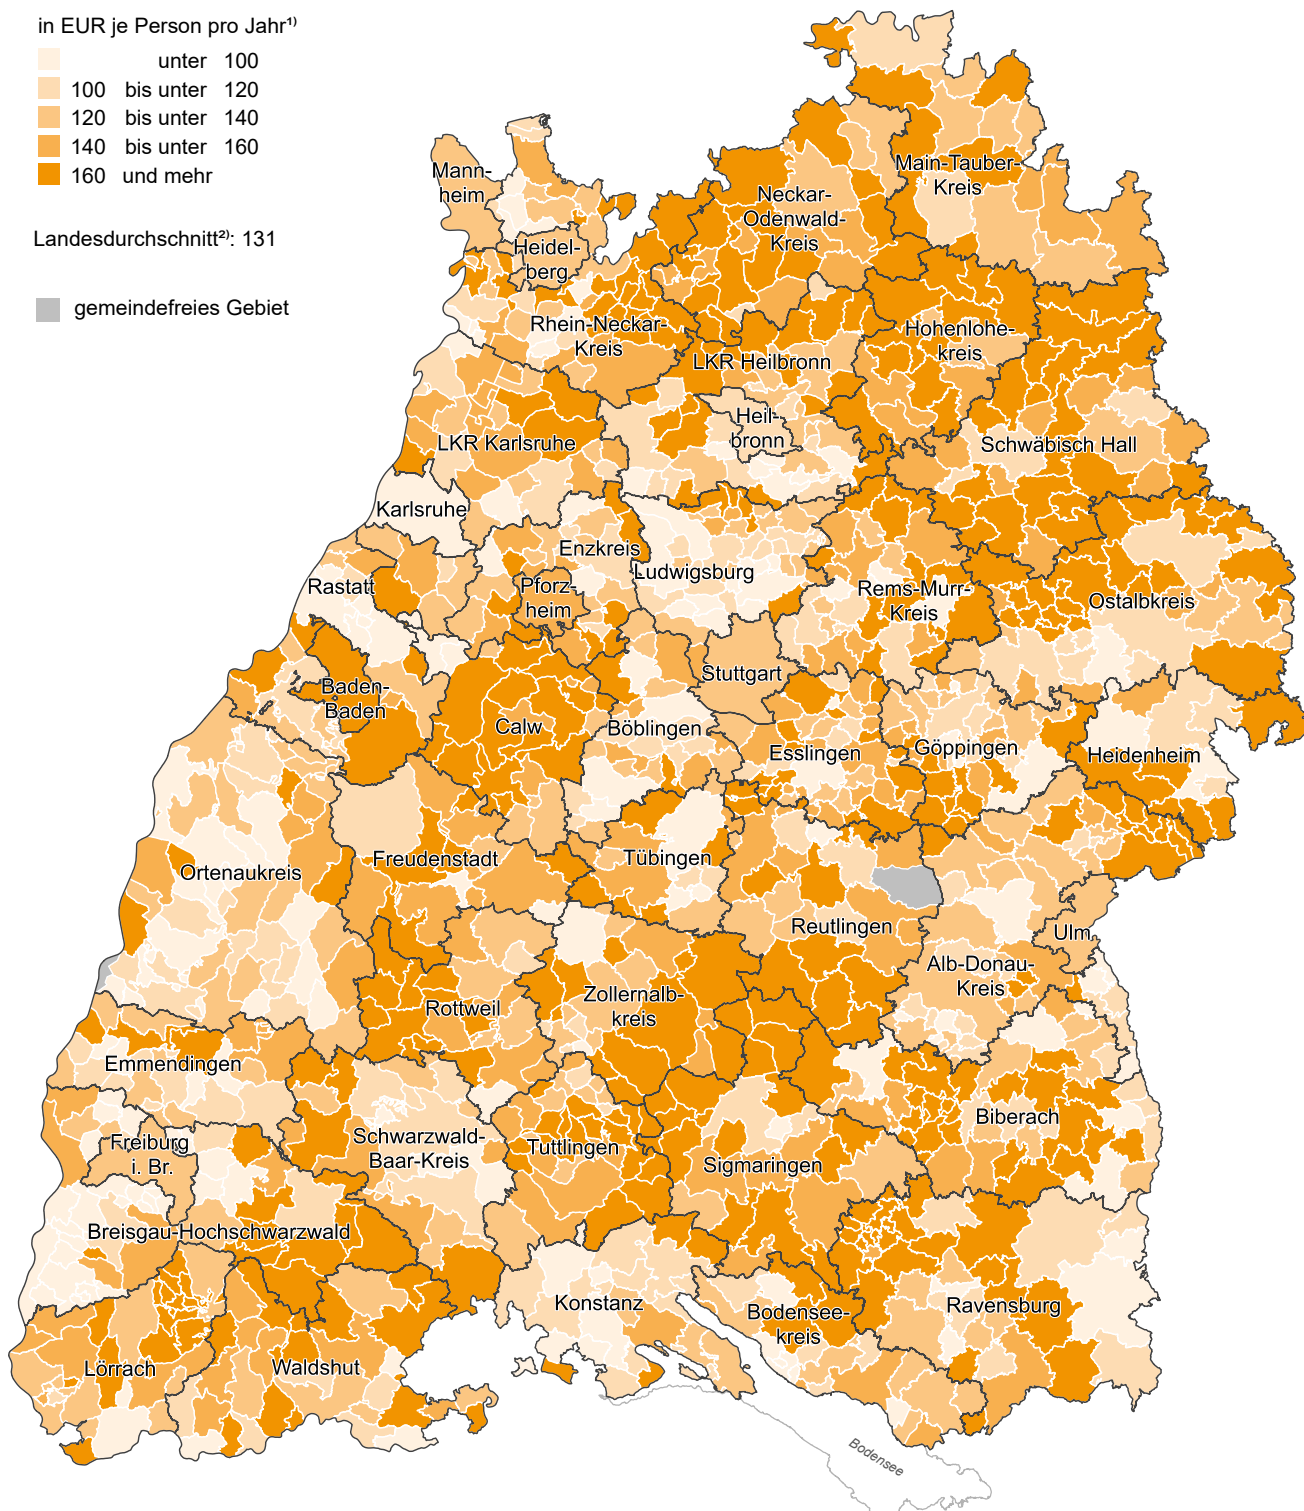 in EUR je Person pro Jahr¹⁾
unter 100
100 bis unter 120
120 bis unter 140
140 bis unter 160
160 und mehr
Landesdurchschnitt²⁾: 131
gemeindefreies Gebiet
Main-Tauber-
Kreis
Mann-
heim
Neckar-
Odenwald-
Kreis
Heidel-
berg
Rhein-Neckar-
Kreis
Hohenlohe-
kreis
LKR Heilbronn
Heil-
bronn
LKR Karlsruhe
Schwäbisch Hall
Karlsruhe
Enzkreis
Ludwigsburg
Rastatt
Pforz-
heim
Rems-Murr-
Kreis
Ostalbkreis
Stuttgart
Baden-
Baden
Calw
Böblingen
Esslingen
Göppingen
Heidenheim
Ortenaukreis
Freudenstadt
Tübingen
Reutlingen
Ulm
Alb-Donau-
Kreis
Rottweil
Zollernalb-
kreis
Emmendingen
Biberach
Freiburg
i. Br.
Schwarzwald-
Baar-Kreis
Tuttlingen
Sigmaringen
Breisgau-Hochschwarzwald
Konstanz
Bodensee-
kreis
Ravensburg
Lörrach
Waldshut
Bodensee